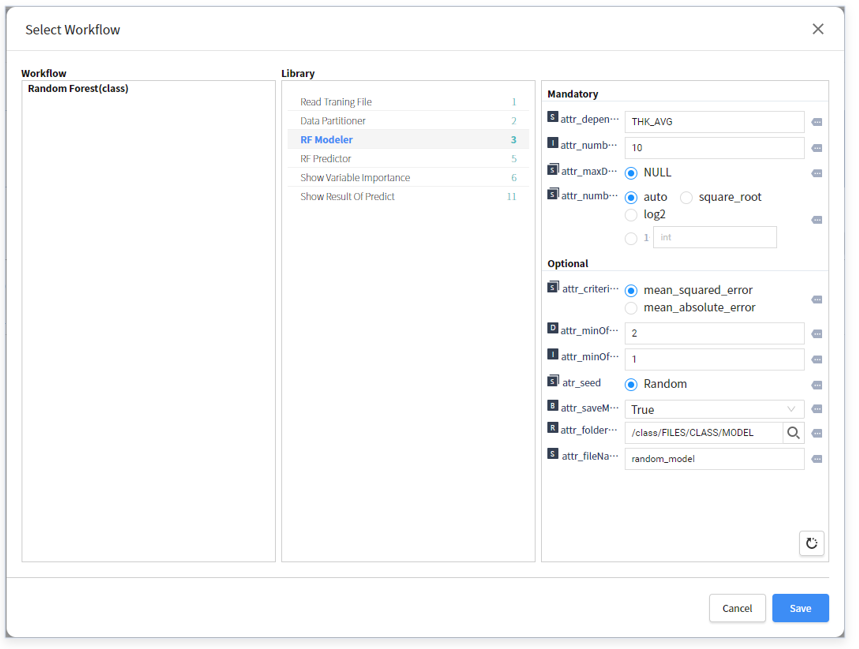 Select Workflow
Workflow
Random Forest(class)
Library
Read Traning File 1
Data Partitioner 2
RF Modeler 3
RF Predictor 5
Show Variable Importance 6
Show Result Of Predict 11
Mandatory
S attr_depen··· THK_AVG
I attr_numb··· 10
S attr_maxD··· NULL
S attr_numb··· auto square_root
log2
1 int
Optional
S attr_criteri··· mean_squared_error
mean_absolute_error
D attr_minOf··· 2
I attr_minOf··· 1
S atr_seed Random
B attr_saveM··· True
R attr_folder··· /class/FILES/CLASS/MODEL
S attr_fileNa··· random_model
Cancel Save